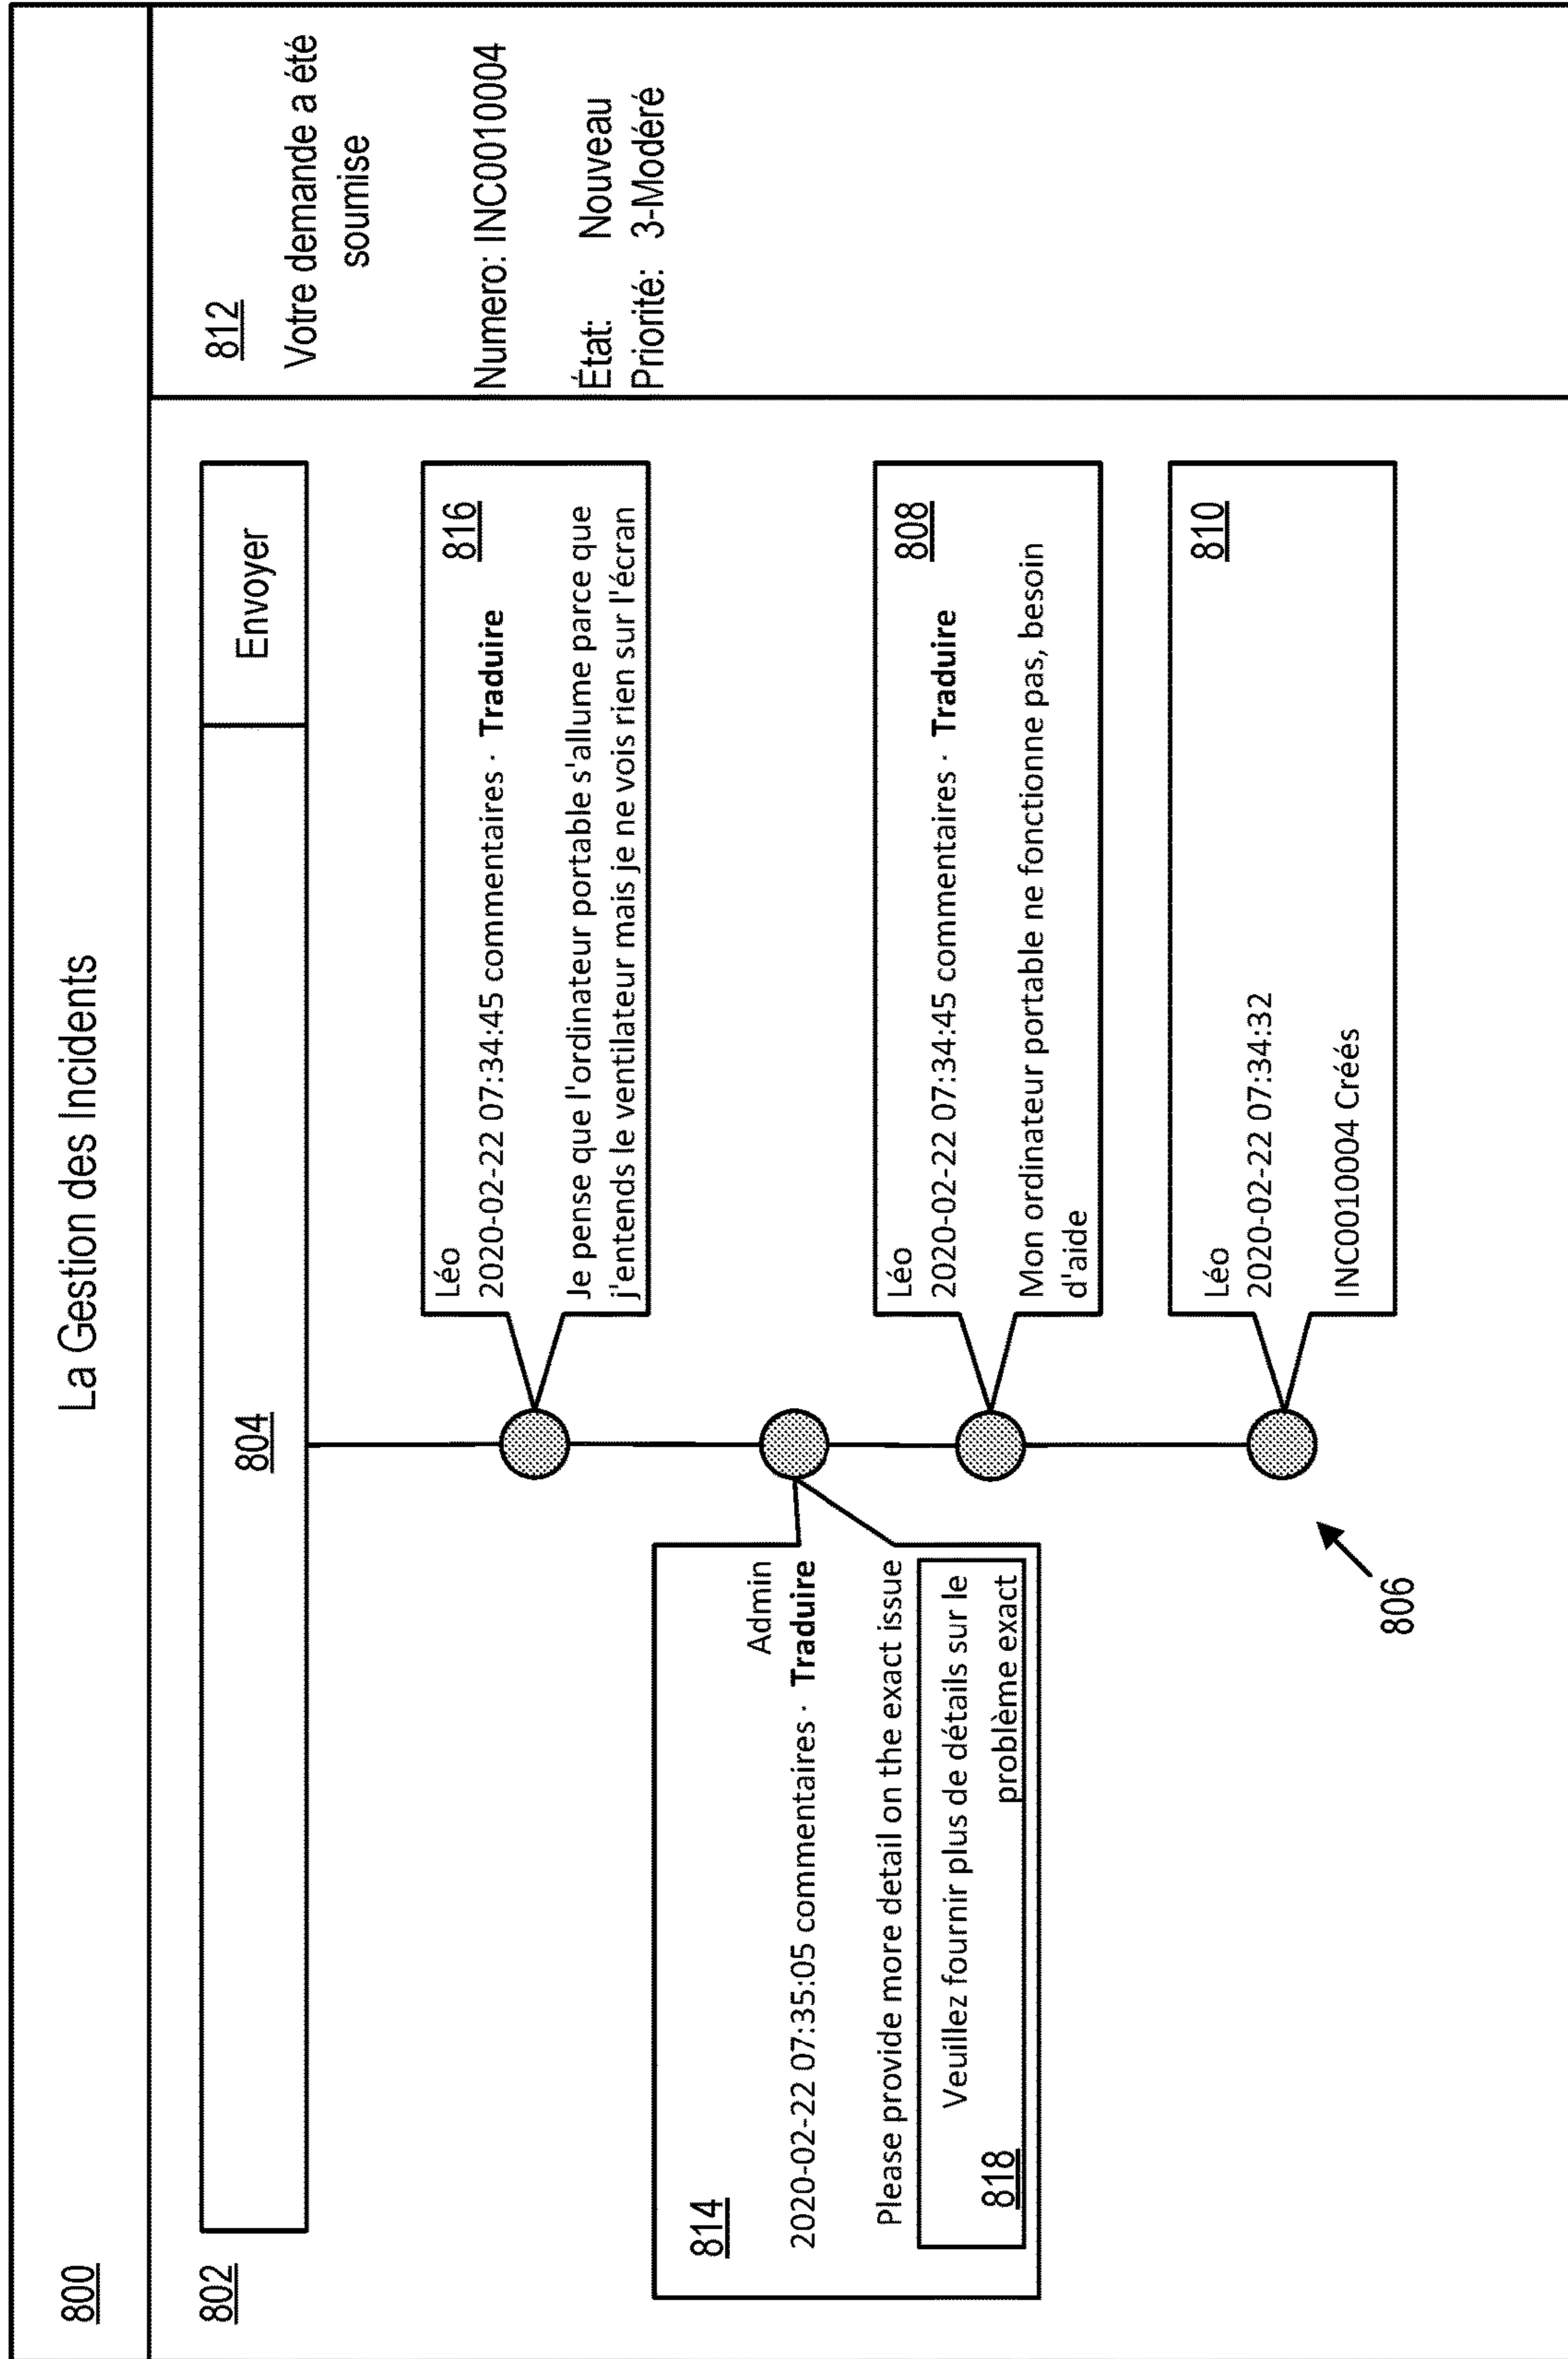 800
La Gestion des Incidents
802
804
Envoyer
812
Votre demande a été
soumise
Numero: INC0010004
État: Nouveau
Priorité: 3-Modéré
816
Léo
2020-02-22 07:34:45 commentaires · Traduire
Je pense que l'ordinateur portable s'allume parce que
j'entends le ventilateur mais je ne vois rien sur l'écran
814
Admin
2020-02-22 07:35:05 commentaires · Traduire
Please provide more detail on the exact issue
Veuillez fournir plus de détails sur le
problème exact
818
808
Léo
2020-02-22 07:34:45 commentaires · Traduire
Mon ordinateur portable ne fonctionne pas, besoin
d'aide
810
Léo
2020-02-22 07:34:32
INC0010004 Créés
806